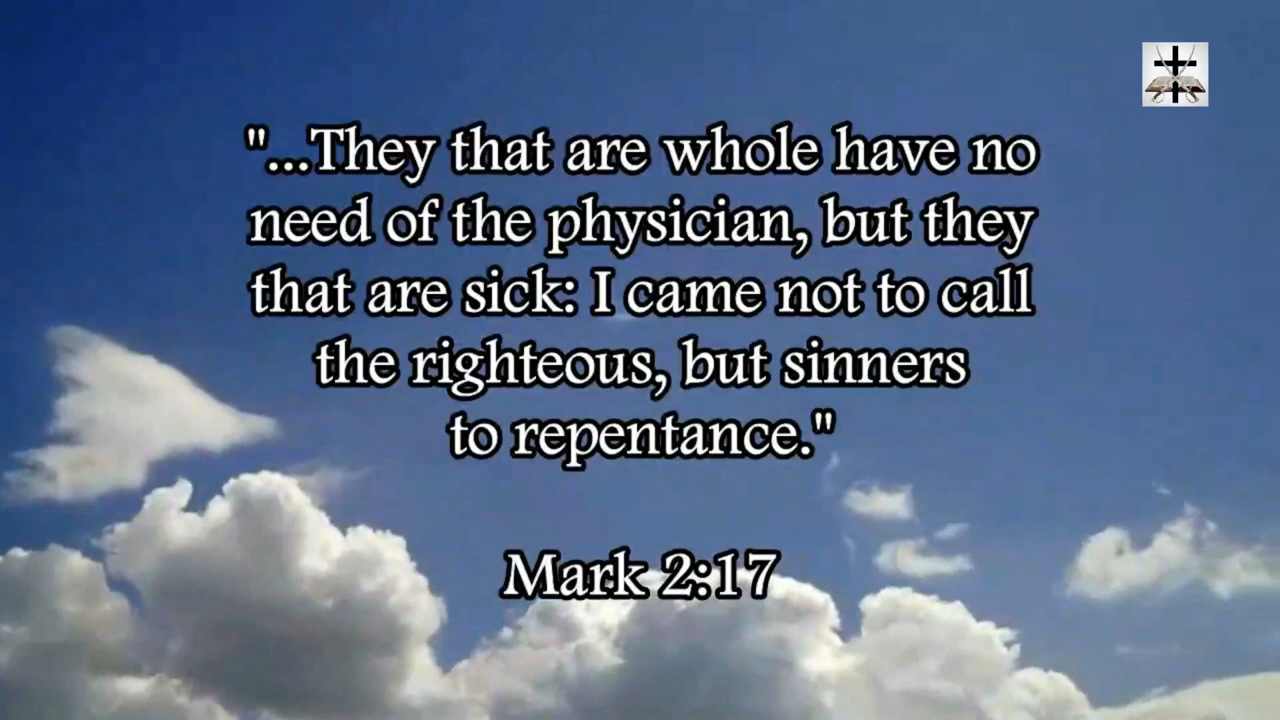 "...They that are whole have no
need of the physician, but they
that are sick: I came not to call
the righteous, but sinners
to repentance."
Mark 2:17